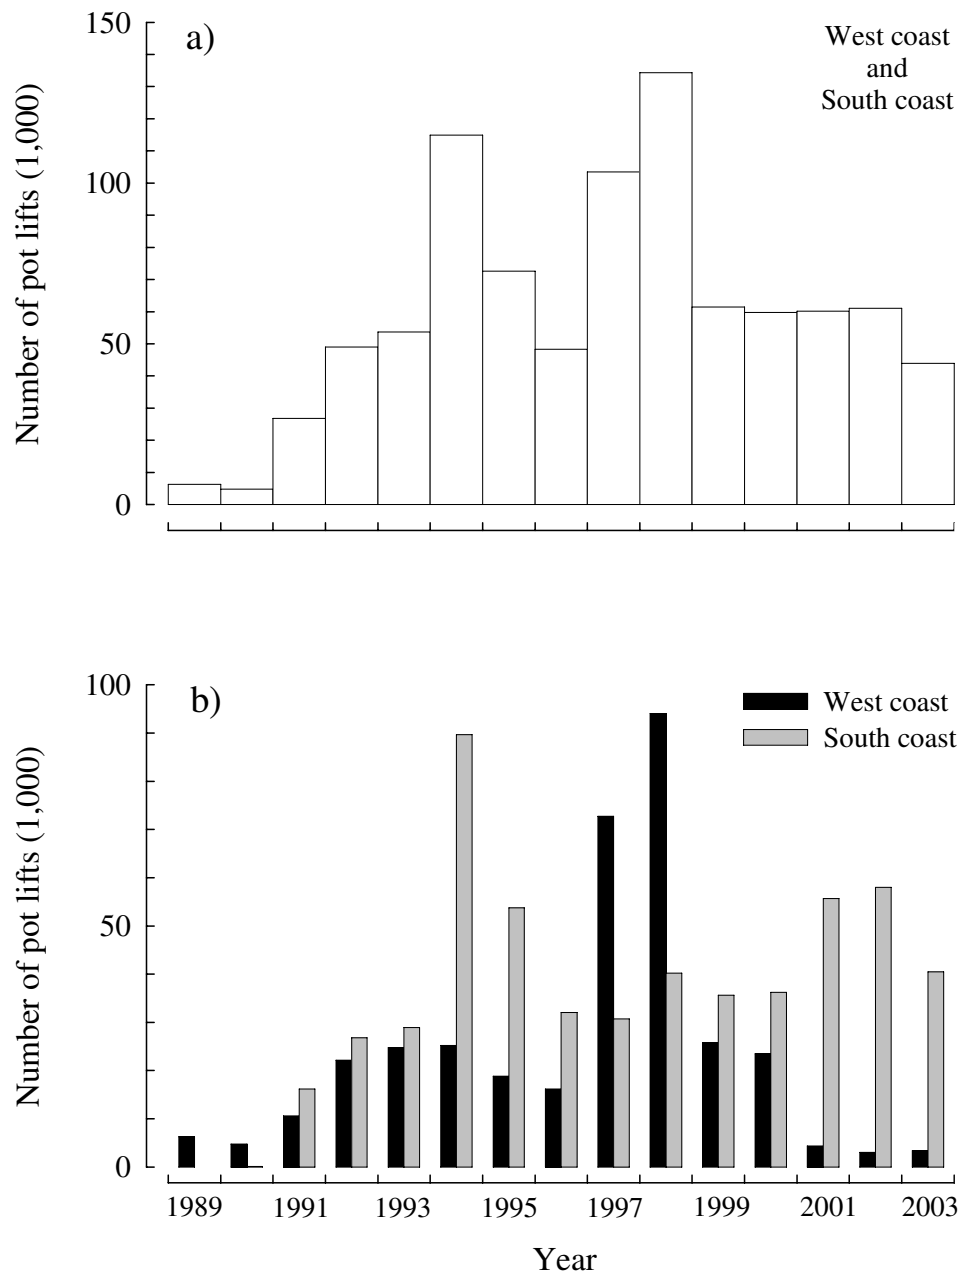 150
a)
West coast
and
South coast
100
50
0
Number of pot lifts (1,000)
100
b)
West coast
South coast
50
0
Number of pot lifts (1,000)
1989 1991 1993 1995 1997 1999 2001 2003
Year